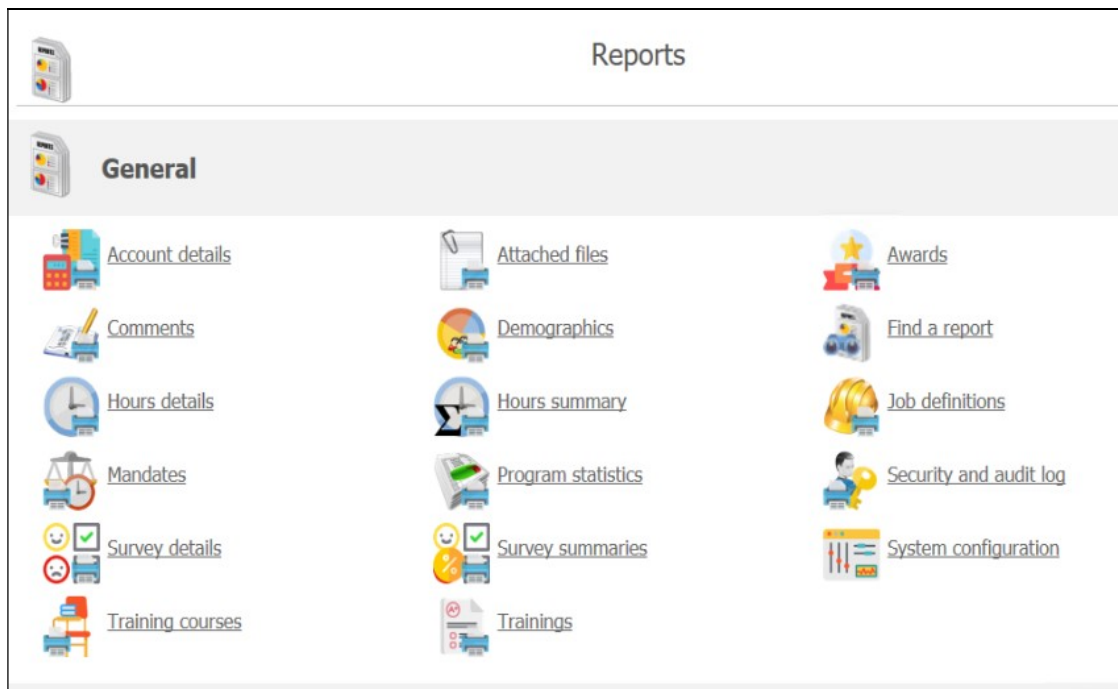 Reports
General
Account details
Attached files
Awards
Comments
Demographics
Find a report
Hours details
Hours summary
Job definitions
Mandates
Program statistics
Security and audit log
Survey details
Survey summaries
System configuration
Training courses
Trainings